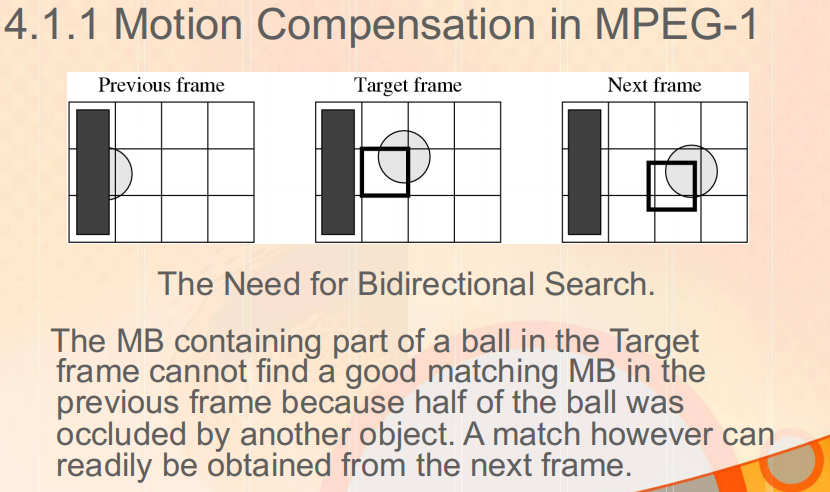 4.1.1 Motion Compensation in MPEG-1
Previous frame
Target frame
Next frame
The Need for Bidirectional Search.
The MB containing part of a ball in the Target
frame cannot find a good matching MB in the
previous frame because half of the ball was
occluded by another object. A match however can
readily be obtained from the next frame.